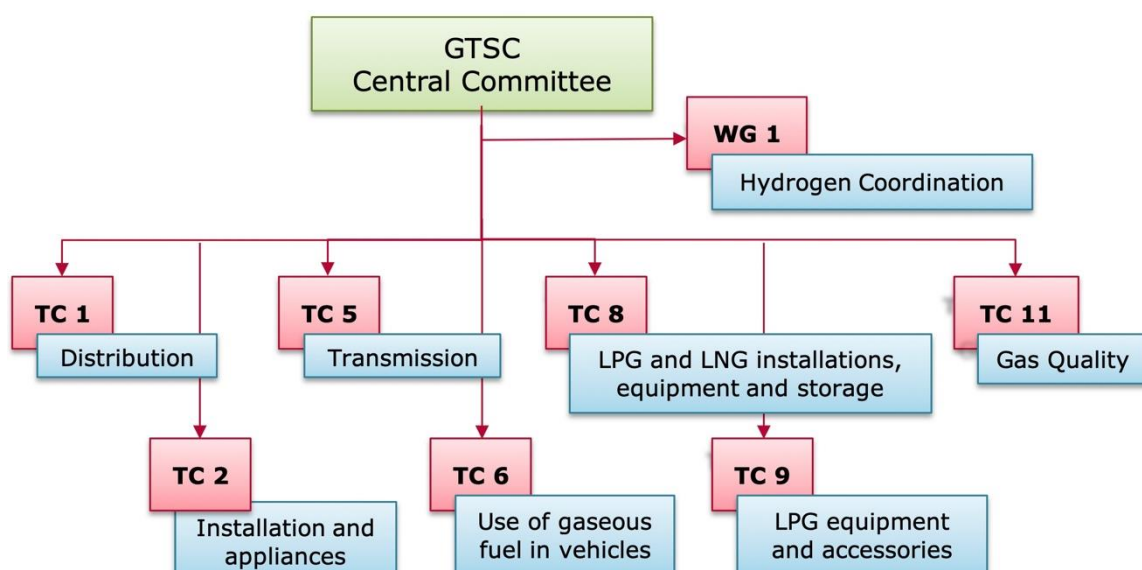 GTSC
Central Committee
WG 1
Hydrogen Coordination
TC 1
Distribution
TC 5
Transmission
TC 8
LPG and LNG installations,
equipment and storage
TC 11
Gas Quality
TC 2
Installation and
appliances
TC 6
Use of gaseous
fuel in vehicles
TC 9
LPG equipment
and accessories